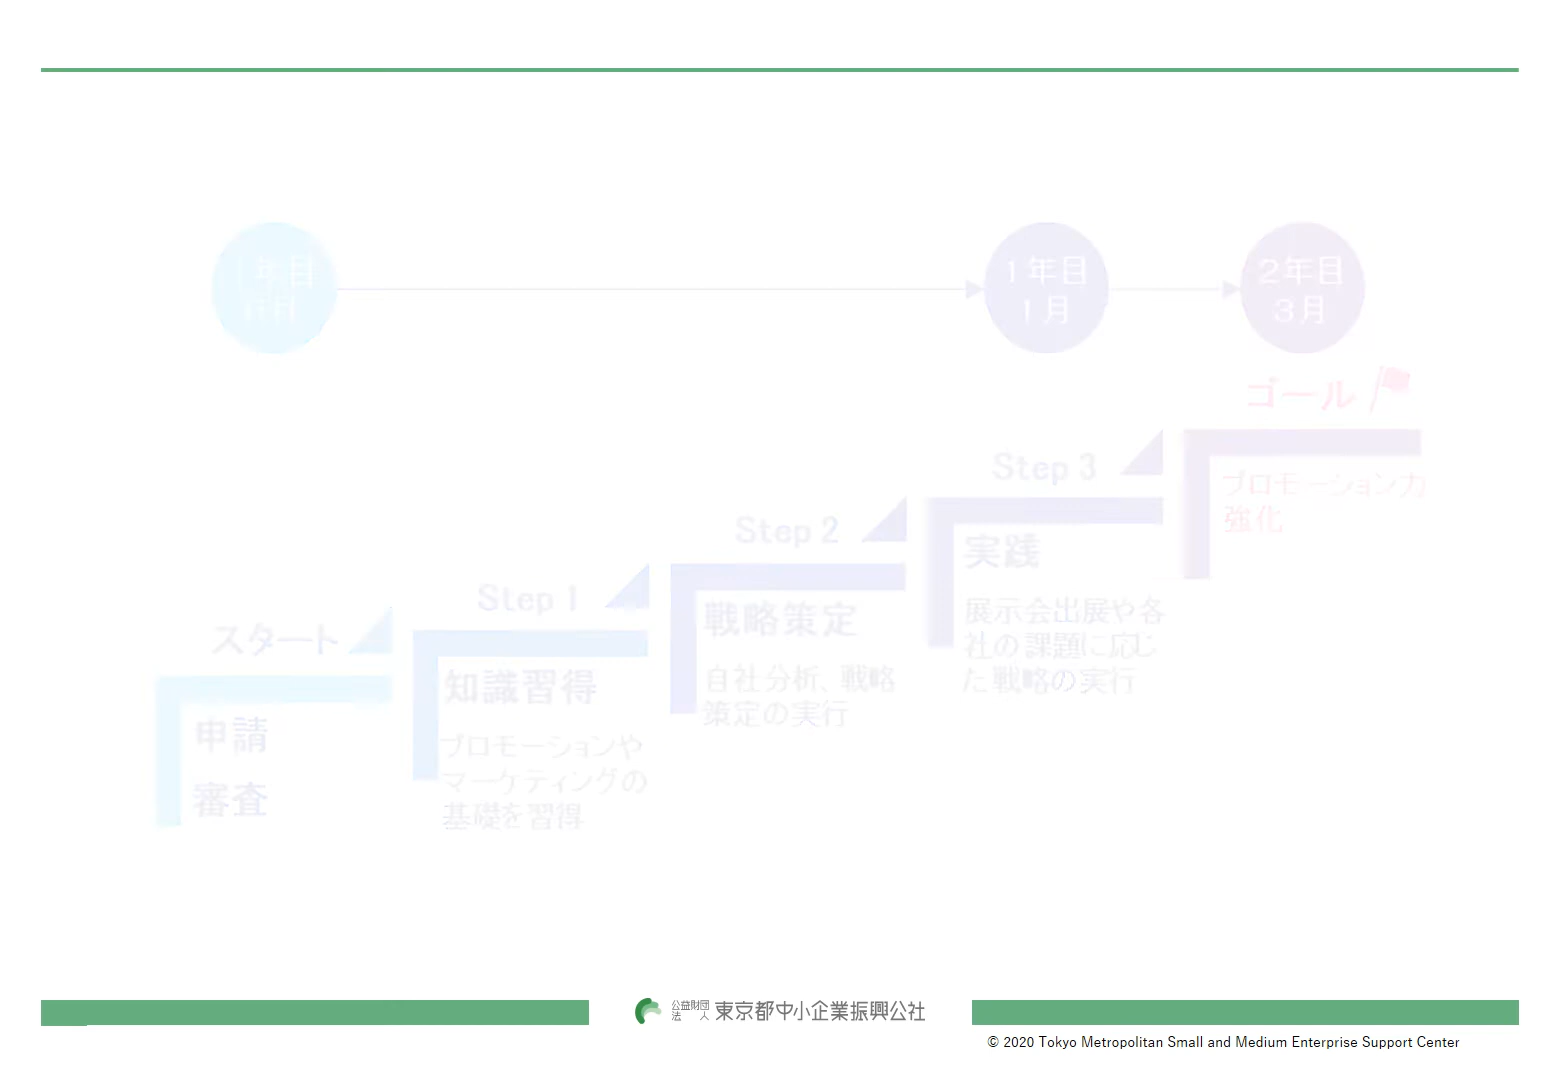 １年目
１年目
１月
２年目
３月
ゴール
プロモーション力
強化
Step 3
実践
展示会出展や各
社の課題に応じ
た戦略の実行
Step 2
戦略策定
自社分析、戦略
策定の実行
Step 1
知識習得
プロモーションや
マーケティングの
基礎を習得
スタート
申請
審査
公益財団
法 人
東京都中小企業振興公社
© 2020 Tokyo Metropolitan Small and Medium Enterprise Support Center